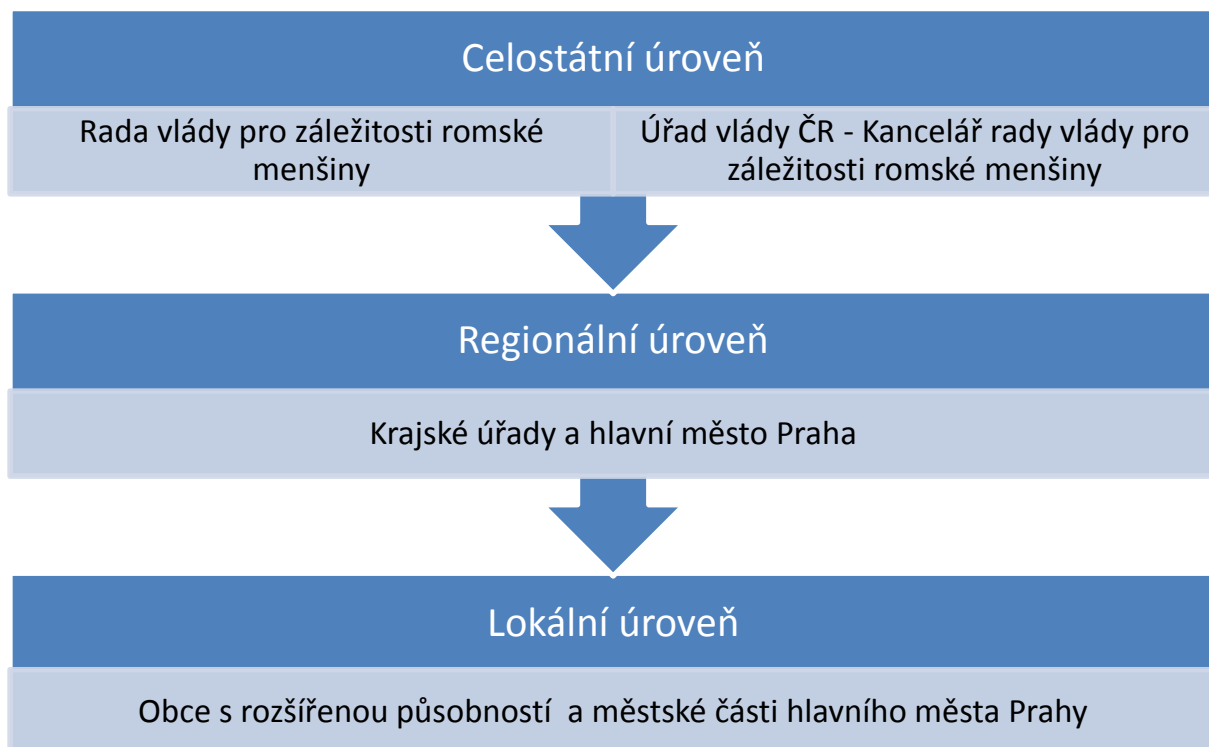 Celostátní úroveň
Rada vlády pro záležitosti romské
menšiny
Úřad vlády ČR - Kancelář rady vlády pro
záležitosti romské menšiny
Regionální úroveň
Krajské úřady a hlavní město Praha
Lokální úroveň
Obce s rozšířenou působností  a městské části hlavního města Prahy